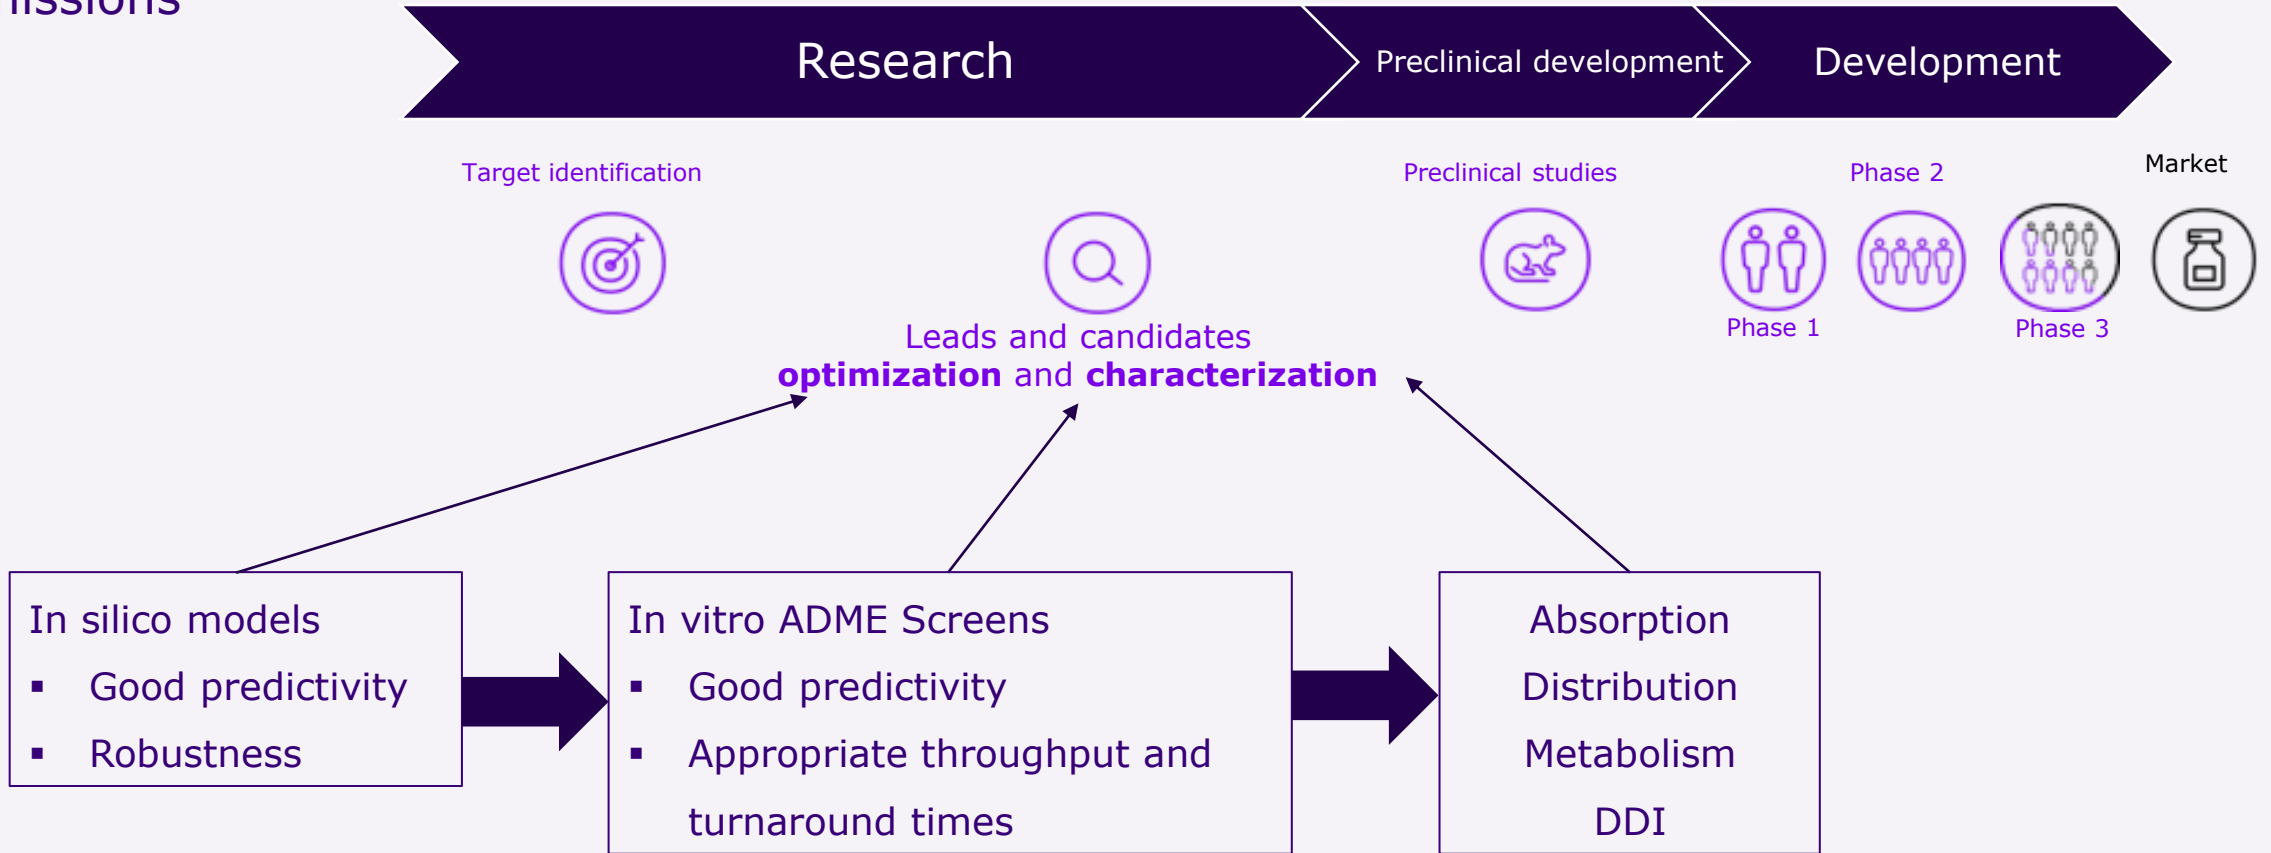 Research
Preclinical development
Development
Target identification
Preclinical studies
Phase 2
Market
Phase 1
Phase 3
Leads and candidates
optimization and characterization
In silico models
▪ Good predictivity
▪ Robustness
In vitro ADME Screens
▪ Good predictivity
▪ Appropriate throughput and
turnaround times
Absorption
Distribution
Metabolism
DDI